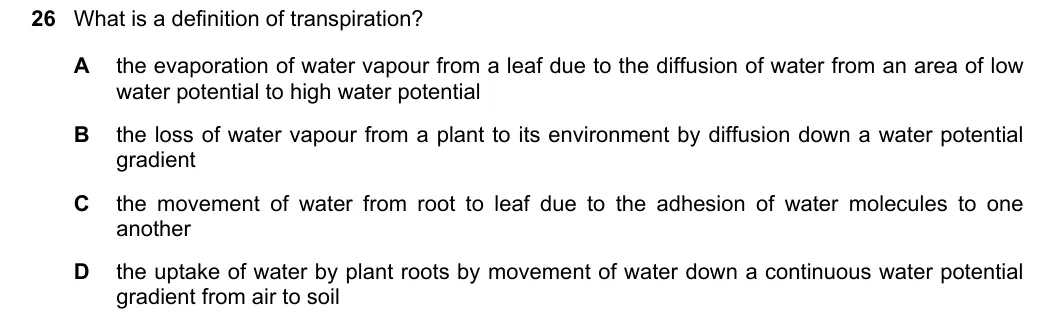 26 What is a definition of transpiration?
A the evaporation of water vapour from a leaf due to the diffusion of water from an area of low
water potential to high water potential
B the loss of water vapour from a plant to its environment by diffusion down a water potential
gradient
C the movement of water from root to leaf due to the adhesion of water molecules to one
another
D the uptake of water by plant roots by movement of water down a continuous water potential
gradient from air to soil